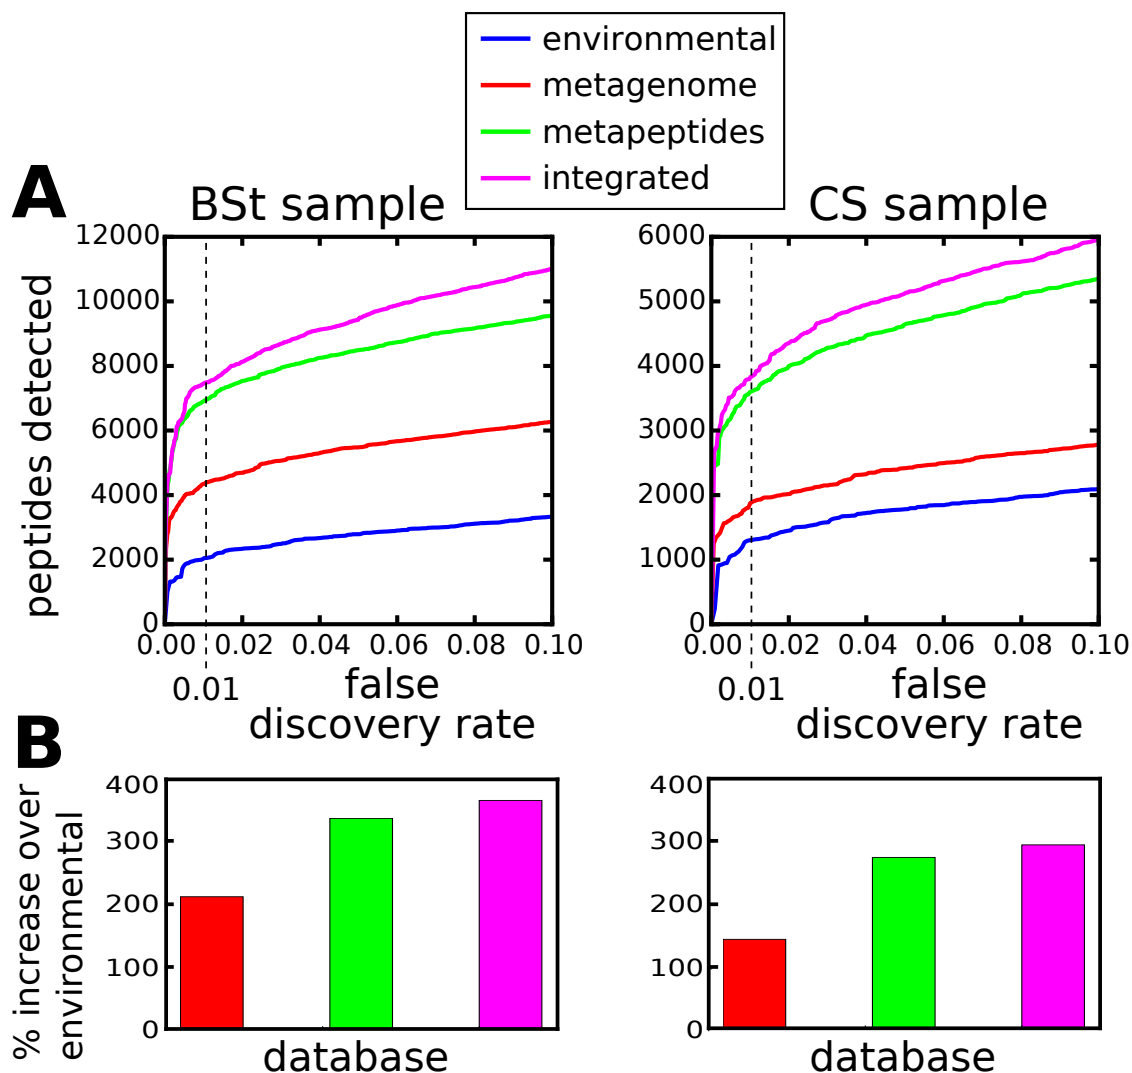 environmental
metagenome
metapeptides
integrated
A
BSt sample
CS sample
peptides detected
12000
10000
8000
6000
4000
2000
0
0.00 0.02 0.04 0.06 0.08 0.10
0.01
false
discovery rate
6000
5000
4000
3000
2000
1000
0
0.00 0.02 0.04 0.06 0.08 0.10
0.01
false
discovery rate
B
% increase over
environmental
400
300
200
100
0
database
400
300
200
100
0
database